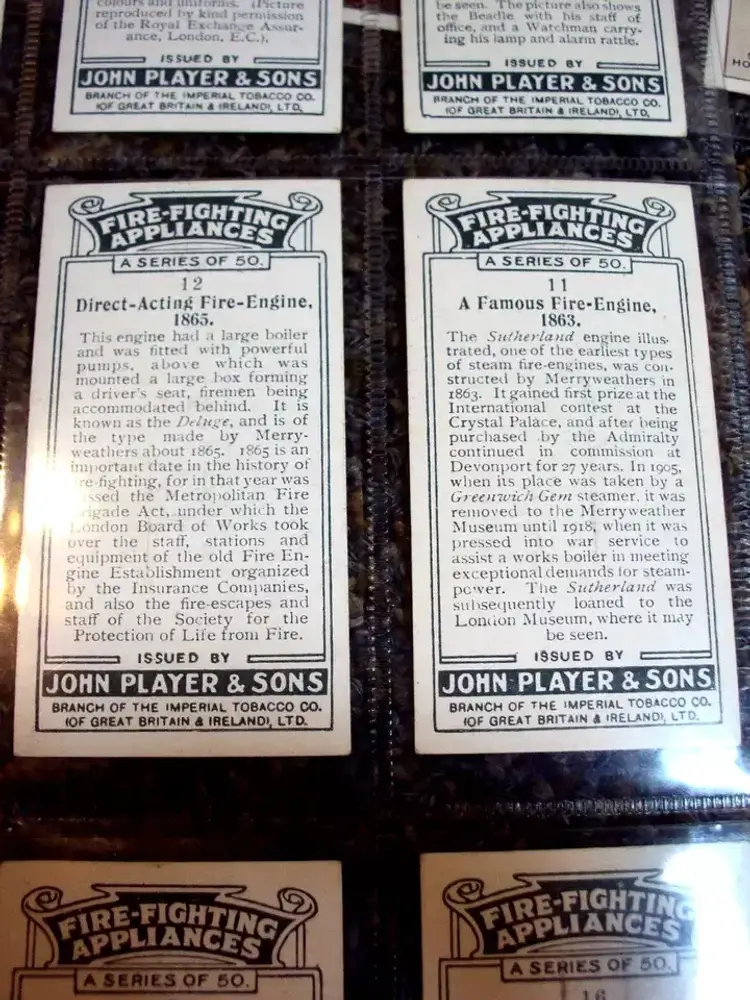 colours and uniforms. (Picture
reproduced by kind permission
of the Royal Exchange Assur-
ance, London, E.C.).
ISSUED BY
JOHN PLAYER & SONS
BRANCH OF THE IMPERIAL TOBACCO CO.
(OF GREAT BRITAIN & IRELAND), LTD.
be seen. The picture also shows
the Beadle with his staff of
office, and a Watchman carry-
ing his lamp and alarm rattle.
ISSUED BY
JOHN PLAYER & SONS
BRANCH OF THE IMPERIAL TOBACCO CO.
(OF GREAT BRITAIN & IRELAND), LTD.
HO
FIRE-FIGHTING
APPLIANCES
A SERIES OF 50.
12
Direct-Acting Fire-Engine,
1865.
This engine had a large boiler
and was fitted with powerful
pumps, above which was
mounted a large box forming
a driver's seat, firemen being
accommodated behind. It is
known as the Deluge, and is of
the type made by Merry-
weathers about 1865. 1865 is an
important date in the history of
re-fighting, for in that year was
ssed the Metropolitan Fire
rigade Act, under which the
London Board of Works took
over the staff, stations and
equipment of the old Fire En-
gine Establishment organized
by the Insurance Companies,
and also the fire-escapes and
staff of the Society for the
Protection of Life from Fire.
ISSUED BY
JOHN PLAYER & SONS
BRANCH OF THE IMPERIAL TOBACCO CO.
(OF GREAT BRITAIN & IRELAND), LTD.
FIRE-FIGHTING
APPLIANCES
A SERIES OF 50.
11
A Famous Fire-Engine,
1863.
The Sutherland engine illus-
trated, one of the earliest types
of steam fire-engines, was con-
structed by Merryweathers in
1863. It gained first prize at the
International contest at the
Crystal Palace, and after being
purchased by the Admiralty
continued in commission at
Devonport for 27 years. In 1905,
when its place was taken by a
Greenwich Gem steamer, it was
removed to the Merryweather
Museum until 1918, when it was
pressed into war service to
assist a works boiler in meeting
exceptional demands for steam-
power. The Sutherland was
subsequently loaned to the
London Museum, where it may
be seen.
ISSUED BY
JOHN PLAYER & SONS
BRANCH OF THE IMPERIAL TOBACCO CO.
(OF GREAT BRITAIN & IRELAND), LTD.
FIRE-FIGHTING
APPLIANCES
A SERIES OF 50.
FIRE-FIGHTING
APPLIANCES
A SERIES OF 50.
16